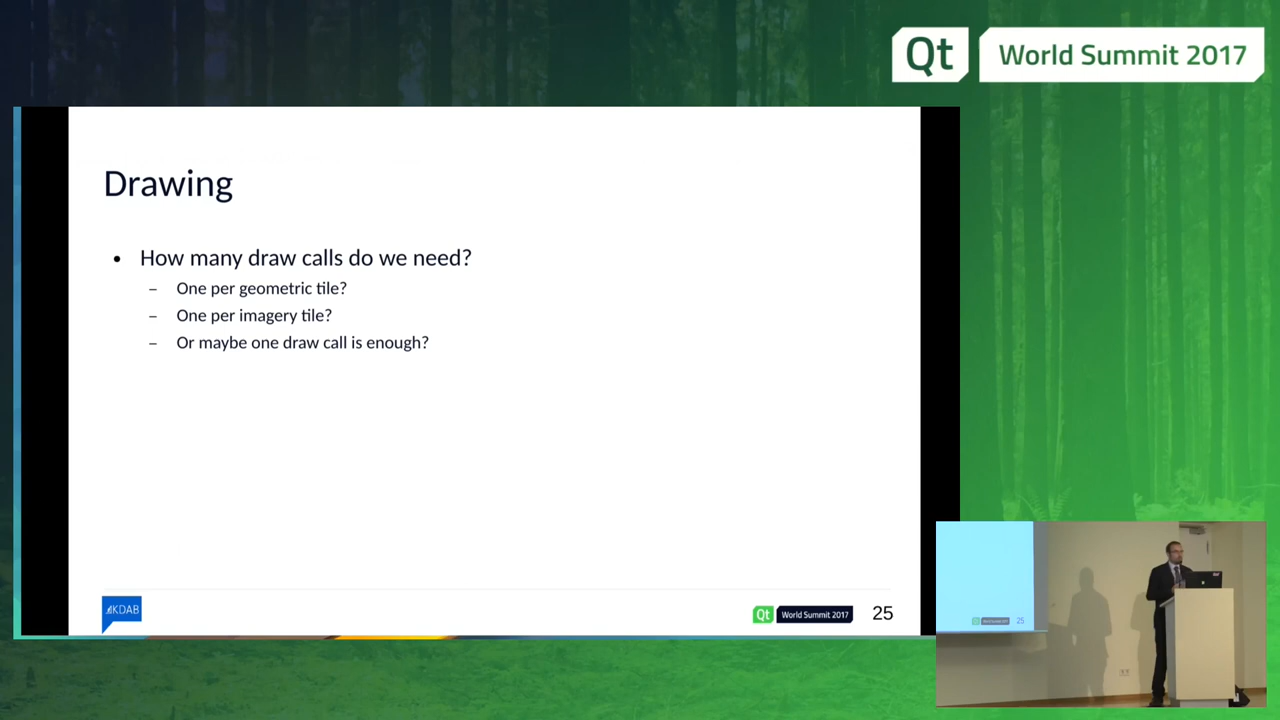 Qt World Summit 2017
Drawing
• How many draw calls do we need?
– One per geometric tile?
– One per imagery tile?
– Or maybe one draw call is enough?
KDAB
Qt World Summit 2017
25
25